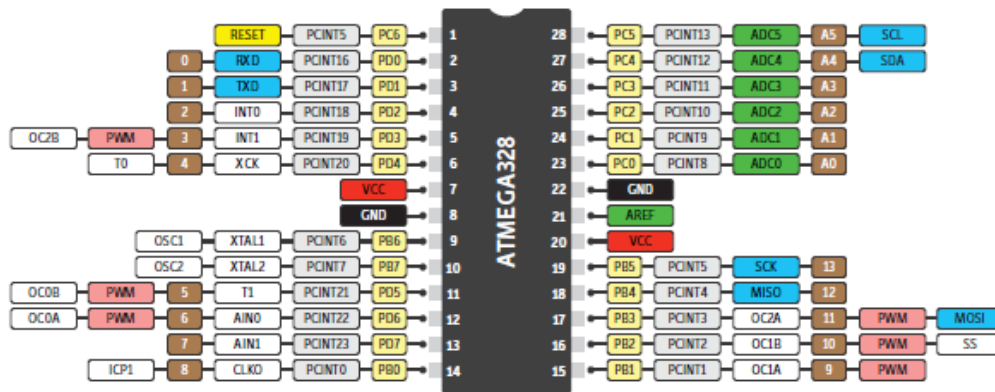 RESET PCINT5 PC6 1 28 PC5 PCINT13 ADC5 A5 SCL
0 RXD PCINT16 PD0 2 27 PC4 PCINT12 ADC4 A4 SDA
1 TXD PCINT17 PD1 3 26 PC3 PCINT11 ADC3 A3
2 INT0 PCINT18 PD2 4 25 PC2 PCINT10 ADC2 A2
OC2B PWM 3 INT1 PCINT19 PD3 5 24 PC1 PCINT9 ADC1 A1
T0 4 XCK PCINT20 PD4 6 23 PC0 PCINT8 ADC0 A0
VCC 7 22 GND
GND 8 21 AREF
OSC1 XTAL1 PCINT6 PB6 9 20 VCC
OSC2 XTAL2 PCINT7 PB7 10 19 PB5 PCINT5 SCK 13
OC0B PWM 5 T1 PCINT21 PD5 11 18 PB4 PCINT4 MISO 12
OC0A PWM 6 AIN0 PCINT22 PD6 12 17 PB3 PCINT3 OC2A 11 PWM MOSI
7 AIN1 PCINT23 PD7 13 16 PB2 PCINT2 OC1B 10 PWM SS
ICP1 8 CLKO PCINT0 PB0 14 15 PB1 PCINT1 OC1A 9 PWM
ATMEGA328